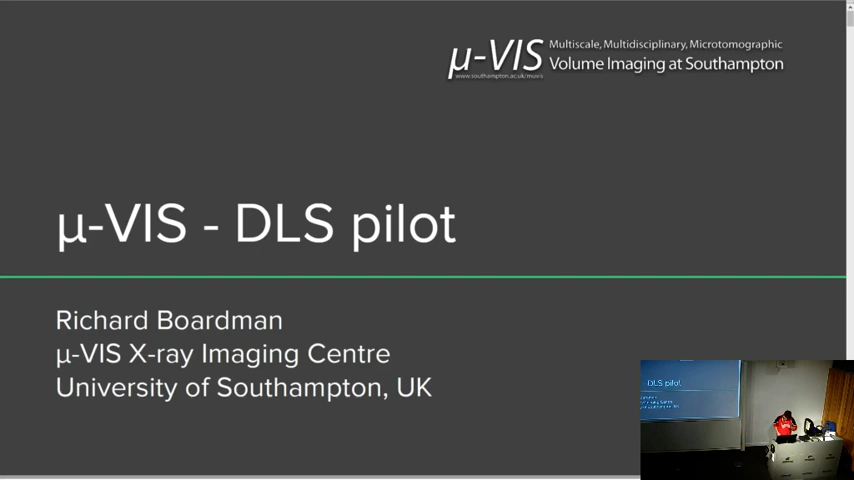 µ-VIS
Multiscale, Multidisciplinary, Microtomographic
Volume Imaging at Southampton
www.southampton.ac.uk/muvis
µ-VIS - DLS pilot
Richard Boardman
µ-VIS X-ray Imaging Centre
University of Southampton, UK
DLS pilot